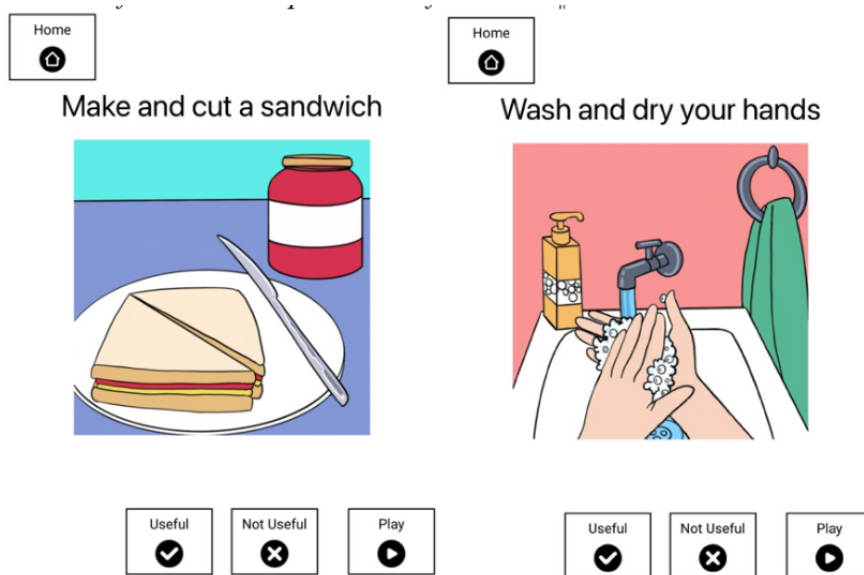 Home
Make and cut a sandwich
Useful
Not Useful
Play
Home
Wash and dry your hands
Useful
Not Useful
Play